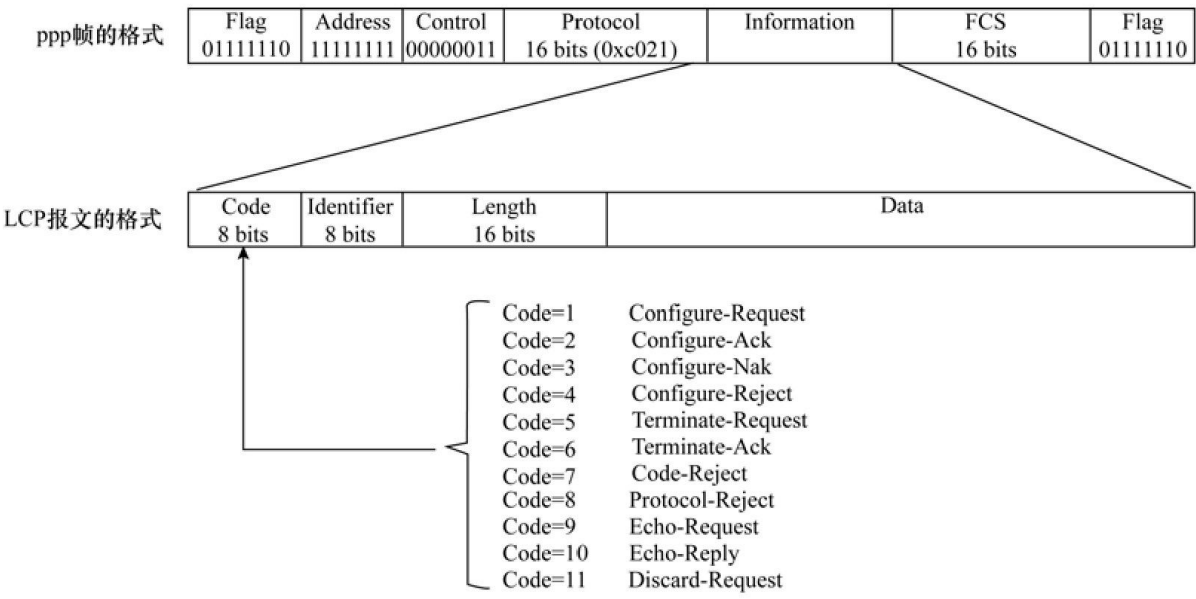 ppp帧的格式
Flag Address Control Protocol Information FCS Flag
01111110 11111111 00000011 16 bits (0xc021) 16 bits 01111110
LCP报文的格式
Code Identifier Length Data
8 bits 8 bits 16 bits
Code=1 Configure-Request
Code=2 Configure-Ack
Code=3 Configure-Nak
Code=4 Configure-Reject
Code=5 Terminate-Request
Code=6 Terminate-Ack
Code=7 Code-Reject
Code=8 Protocol-Reject
Code=9 Echo-Request
Code=10 Echo-Reply
Code=11 Discard-Request